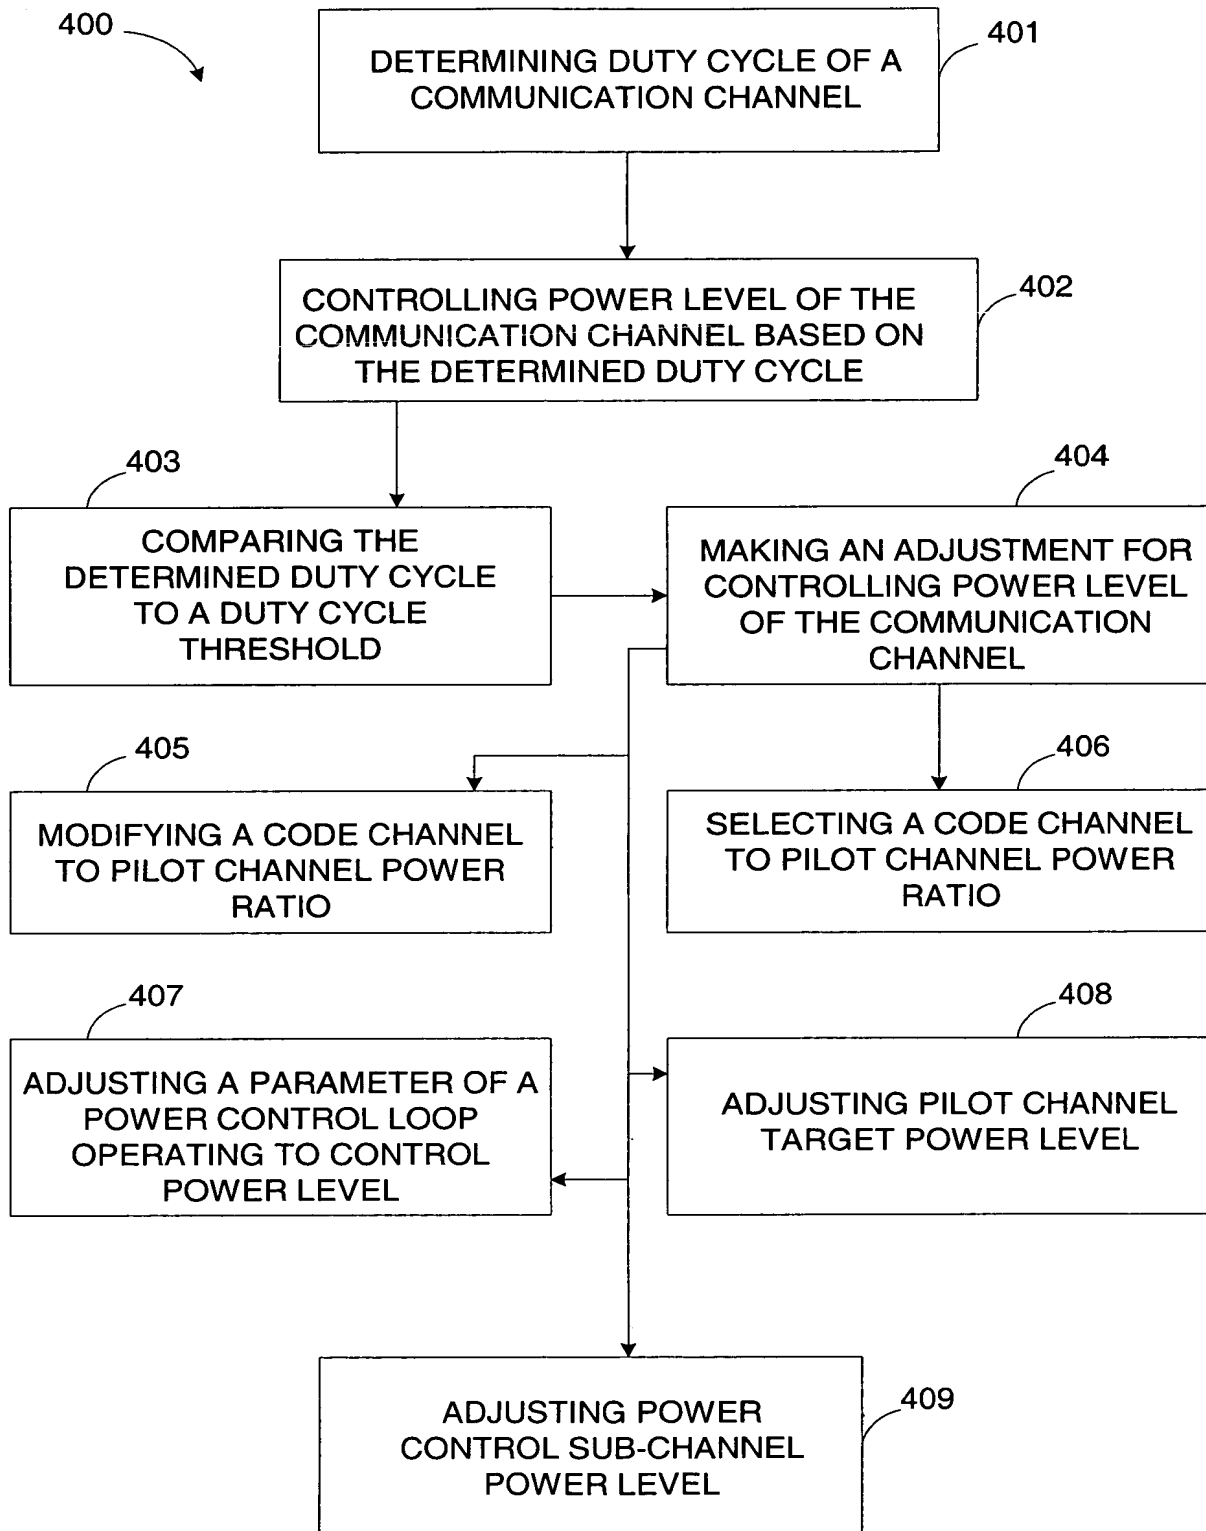 400
401
DETERMINING DUTY CYCLE OF A
COMMUNICATION CHANNEL
402
CONTROLLING POWER LEVEL OF THE
COMMUNICATION CHANNEL BASED ON
THE DETERMINED DUTY CYCLE
403
COMPARING THE
DETERMINED DUTY CYCLE
TO A DUTY CYCLE
THRESHOLD
404
MAKING AN ADJUSTMENT FOR
CONTROLLING POWER LEVEL
OF THE COMMUNICATION
CHANNEL
405
MODIFYING A CODE CHANNEL
TO PILOT CHANNEL POWER
RATIO
406
SELECTING A CODE CHANNEL
TO PILOT CHANNEL POWER
RATIO
407
ADJUSTING A PARAMETER OF A
POWER CONTROL LOOP
OPERATING TO CONTROL
POWER LEVEL
408
ADJUSTING PILOT CHANNEL
TARGET POWER LEVEL
409
ADJUSTING POWER
CONTROL SUB-CHANNEL
POWER LEVEL